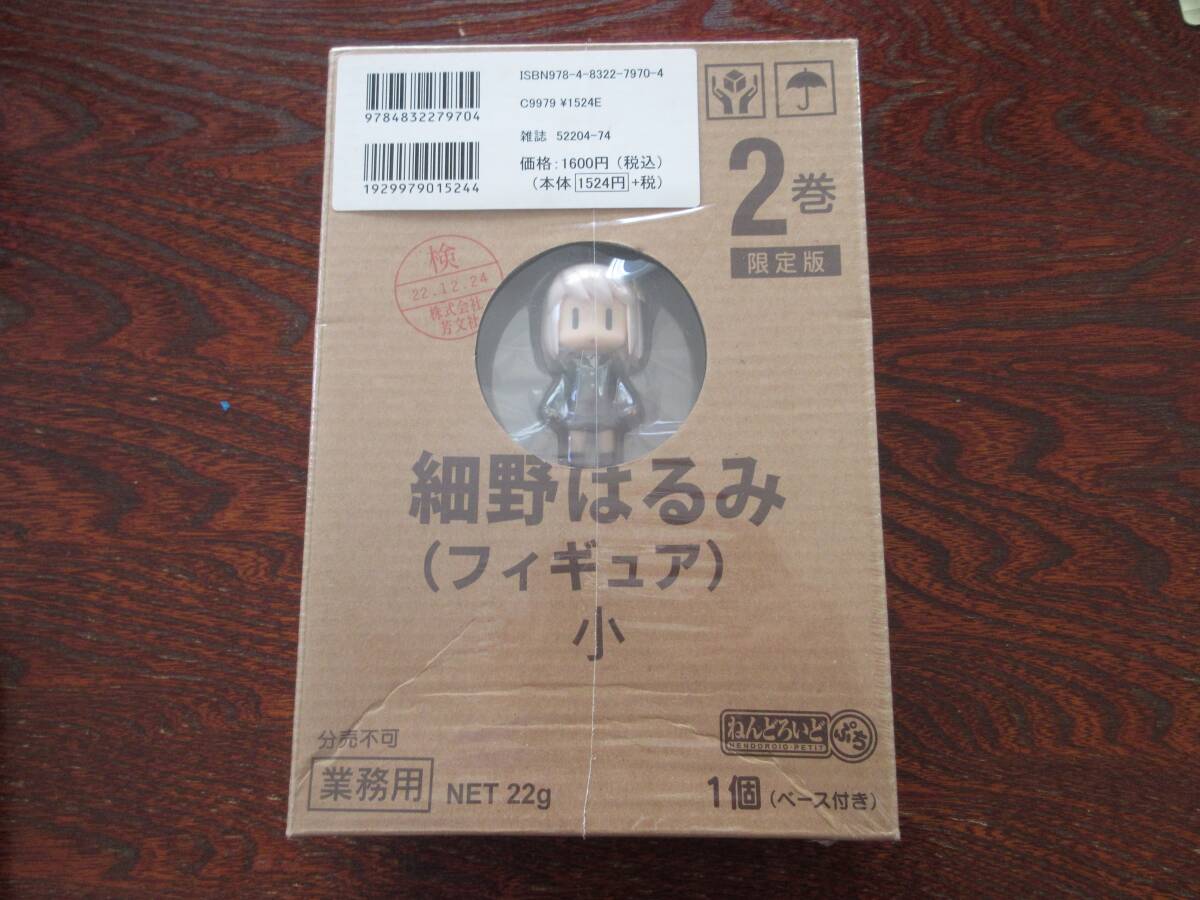 ISBN978-4-8322-7970-4
9784832279704
C9979 ¥1524E
雑誌 52204-74
1929979015244
価格:1600円(税込)
(本体1524円+税)
2巻
限定版
検
22.12.24
株式会社
芳文社
細野はるみ
(フィギュア)
小
分売不可
業務用
NET 22g
ねんどろいど
NENDOROID・PETIT
ぷち
1個(ベース付き)